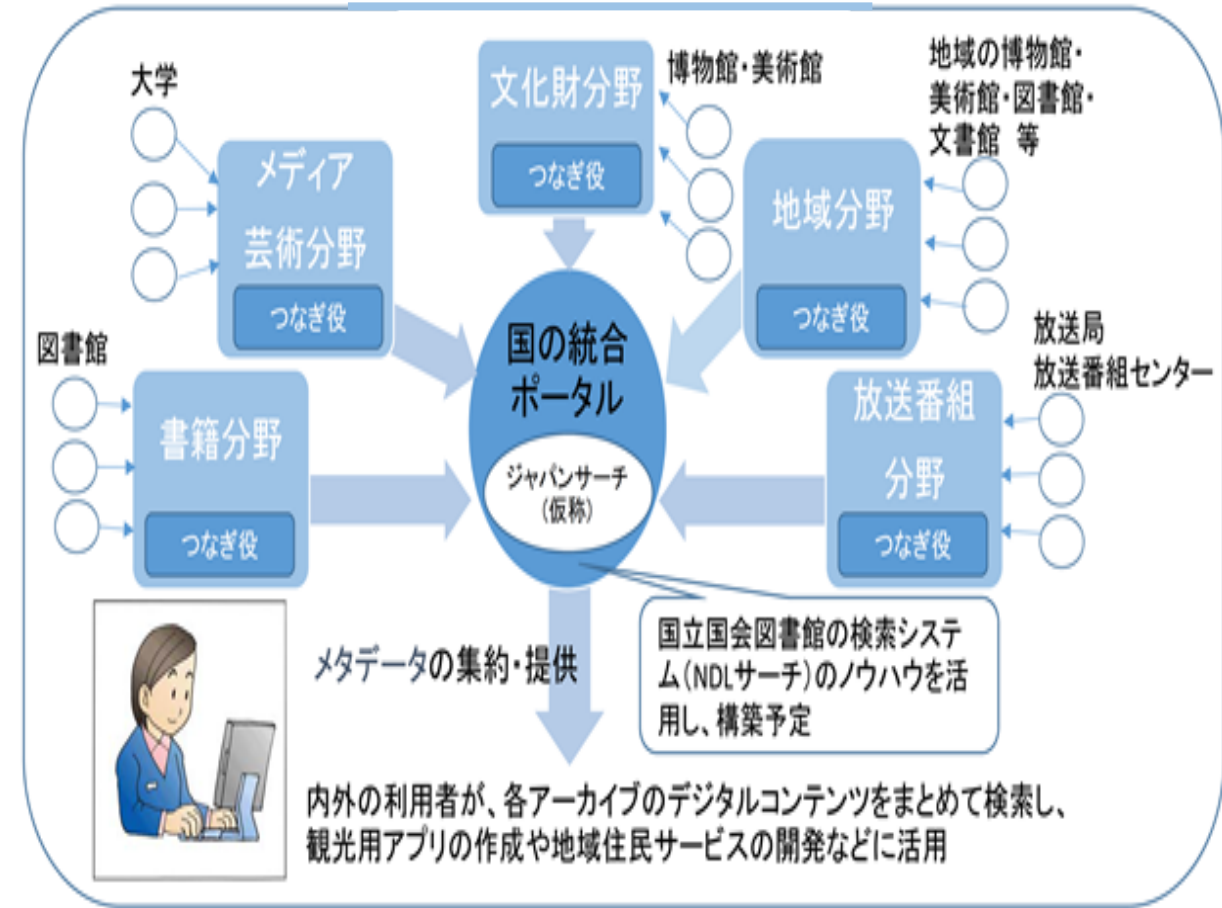 大学
メディア
芸術分野
つなぎ役
文化財分野
つなぎ役
博物館・美術館
地域の博物館・
美術館・図書館・
文書館 等
地域分野
つなぎ役
図書館
書籍分野
つなぎ役
国の統合
ポータル
ジャパンサーチ
(仮称)
放送局
放送番組センター
放送番組
分野
つなぎ役
メタデータの集約・提供
国立国会図書館の検索システ
ム(NDLサーチ)のノウハウを活
用し、構築予定
内外の利用者が、各アーカイブのデジタルコンテンツをまとめて検索し、
観光用アプリの作成や地域住民サービスの開発などに活用